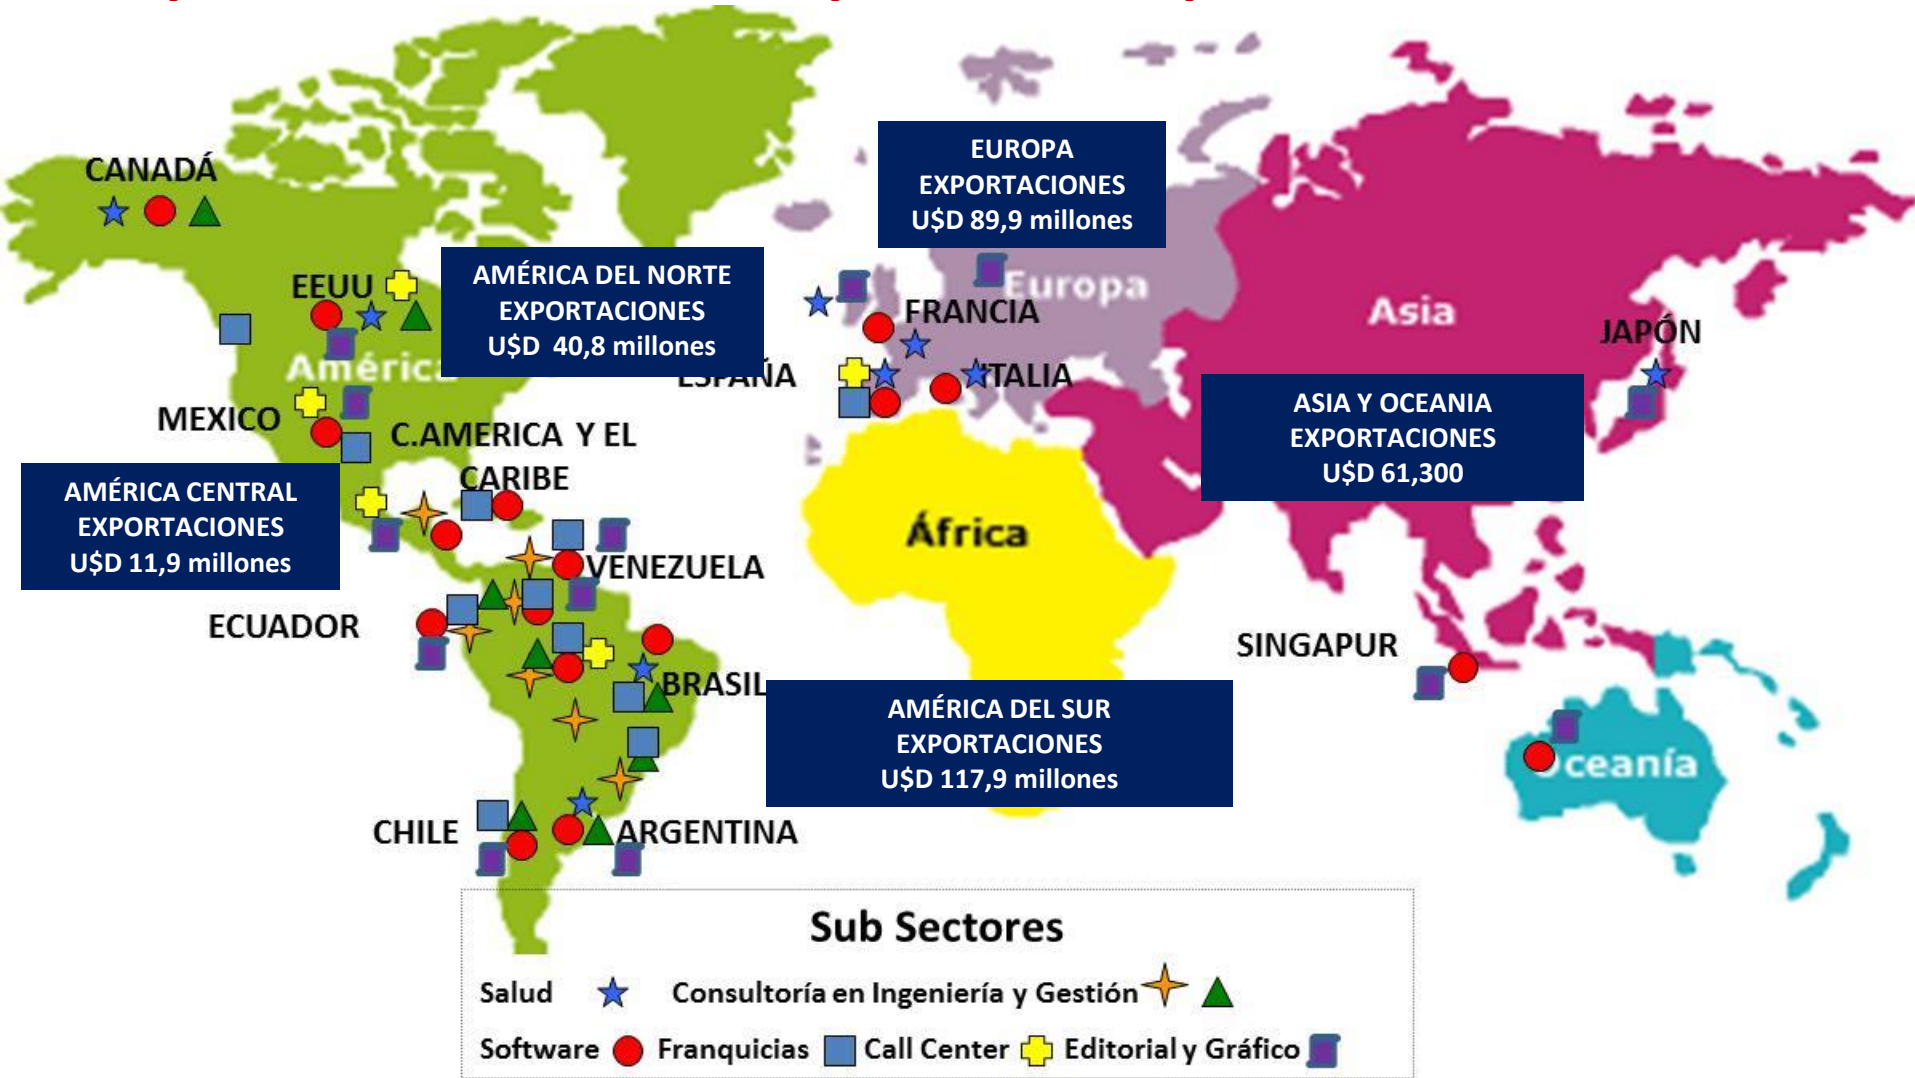 CANADÁ
EUROPA
EXPORTACIONES
U$D 89,9 millones
EEUU
AMÉRICA DEL NORTE
EXPORTACIONES
U$D 40,8 millones
América
Europa
FRANCIA
Asia
JAPÓN
ESPAÑA
ITALIA
MEXICO
C.AMERICA Y EL
CARIBE
ASIA Y OCEANIA
EXPORTACIONES
U$D 61,300
AMÉRICA CENTRAL
EXPORTACIONES
U$D 11,9 millones
África
VENEZUELA
ECUADOR
SINGAPUR
BRASIL
AMÉRICA DEL SUR
EXPORTACIONES
U$D 117,9 millones
Oceanía
CHILE
ARGENTINA
Sub Sectores
Salud Consultoría en Ingeniería y Gestión
Software Franquicias Call Center Editorial y Gráfico